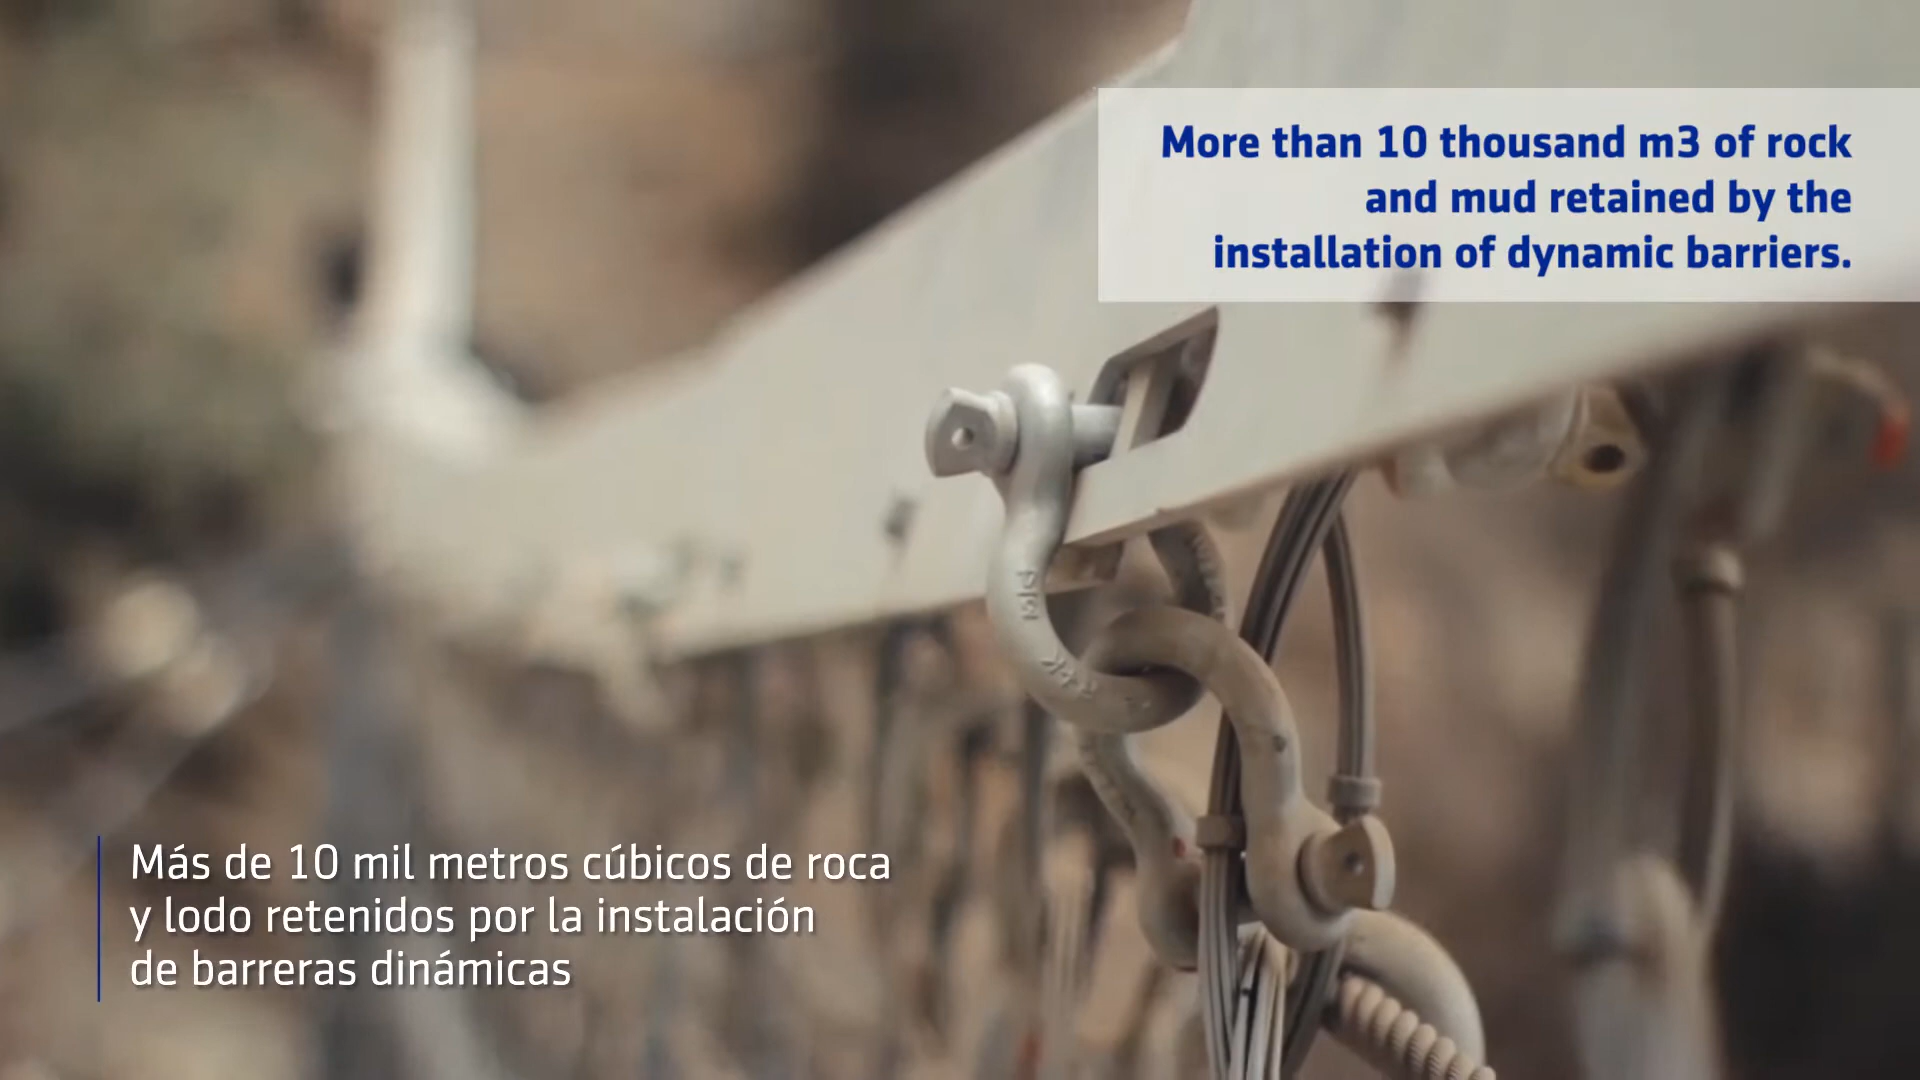 More than 10 thousand m3 of rock
and mud retained by the
installation of dynamic barriers.
Más de 10 mil metros cúbicos de roca
y lodo retenidos por la instalación
de barreras dinámicas